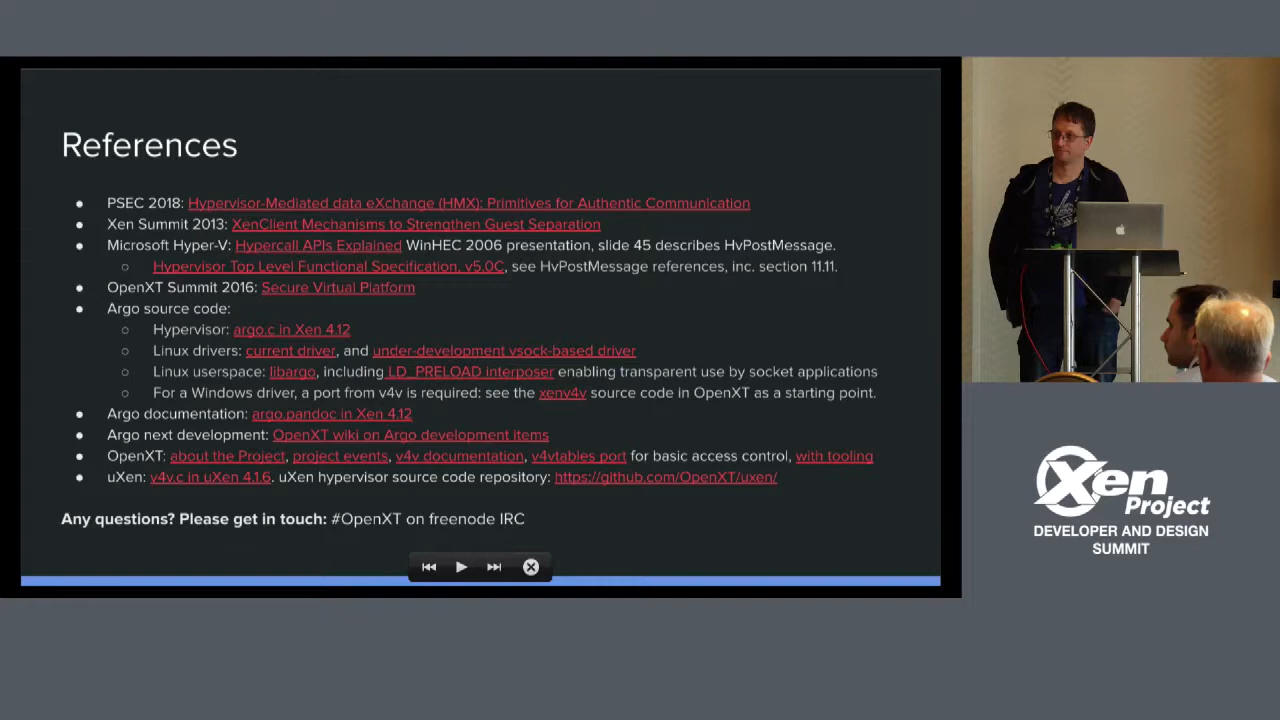 References
PSEC 2018: Hypervisor-Mediated data eXchange (HMX): Primitives for Authentic Communication
Xen Summit 2013: XenClient Mechanisms to Strengthen Guest Separation
Microsoft Hyper-V: Hypercall APIs Explained WinHEC 2006 presentation, slide 45 describes HvPostMessage.
Hypervisor Top Level Functional Specification, v5.0C, see HvPostMessage references, inc. section 11.11.
OpenXT Summit 2016: Secure Virtual Platform
Argo source code:
Hypervisor: argo.c in Xen 4.12
Linux drivers: current driver, and under-development vsock-based driver
Linux userspace: libargo, including LD_PRELOAD interposer enabling transparent use by socket applications
For a Windows driver, a port from v4v is required: see the xenv4v source code in OpenXT as a starting point.
Argo documentation: argo.pandoc in Xen 4.12
Argo next development: OpenXT wiki on Argo development items
OpenXT: about the Project, project events, v4v documentation, v4vtables port for basic access control, with tooling
uXen: v4v.c in uXen 4.1.6. uXen hypervisor source code repository: https://github.com/OpenXT/uxen/
Any questions? Please get in touch: #OpenXT on freenode IRC
Xen
Project
DEVELOPER AND DESIGN
SUMMIT